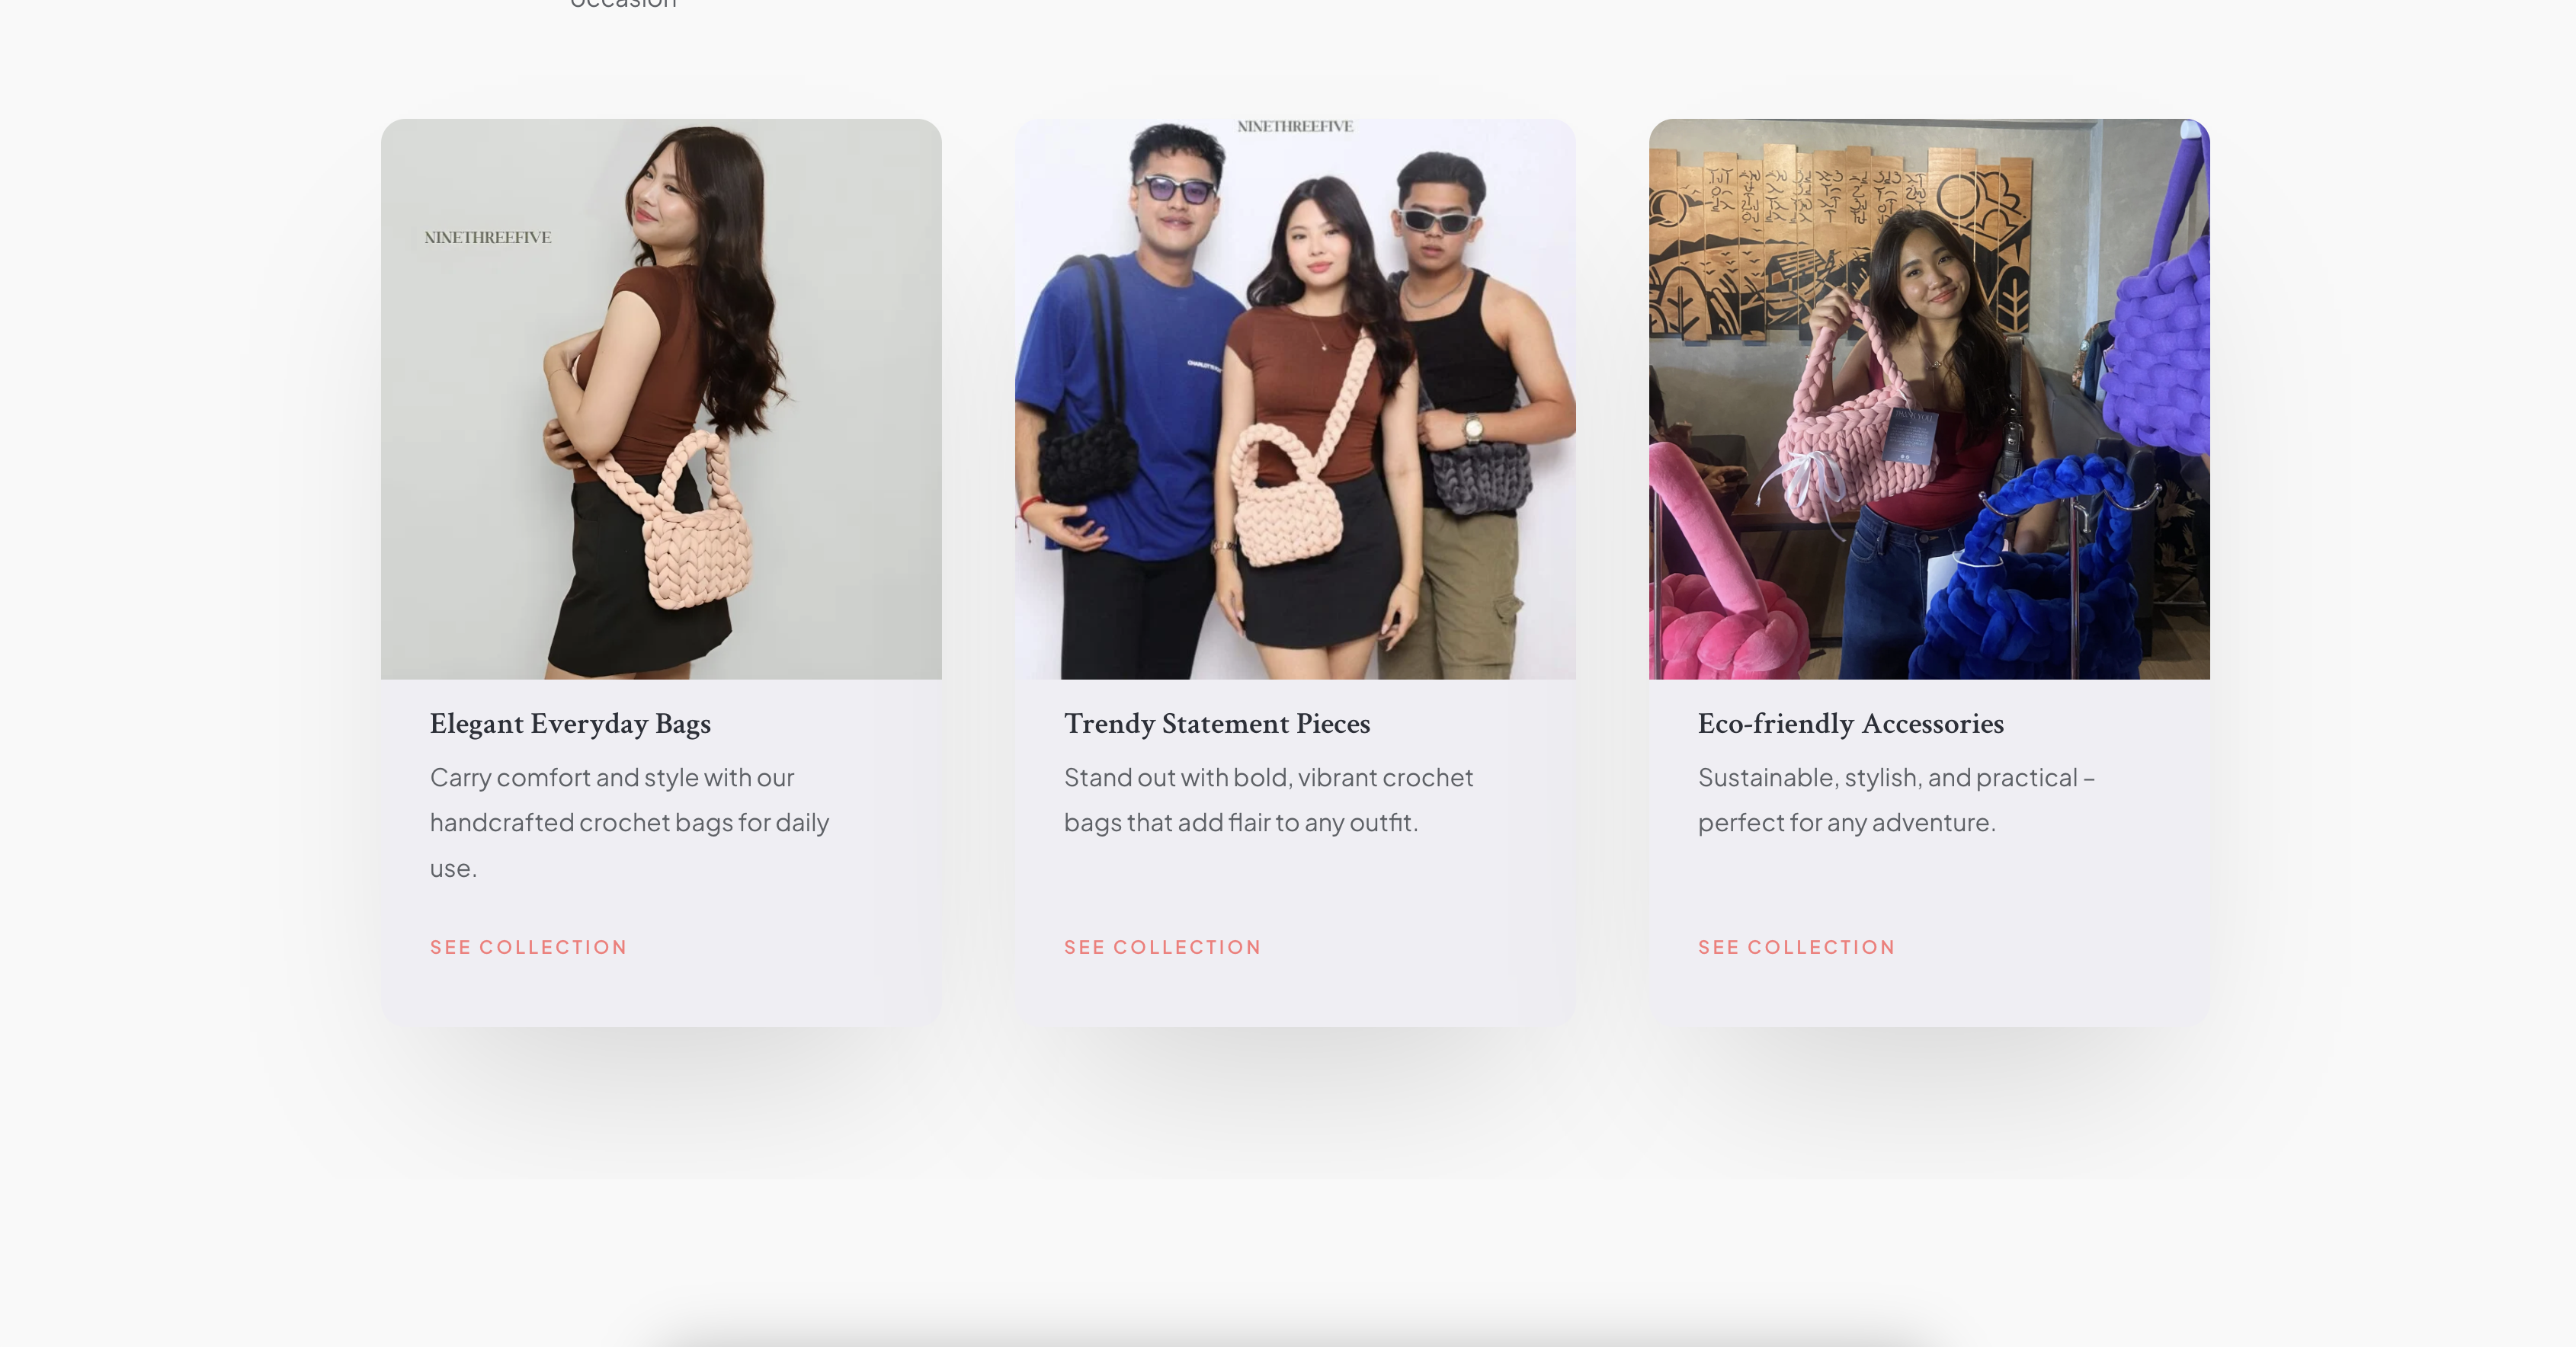 occasion
NINETHREEFIVE
NINETHREEFIVE
Elegant Everyday Bags
Carry comfort and style with our
handcrafted crochet bags for daily
use.
SEE COLLECTION
Trendy Statement Pieces
Stand out with bold, vibrant crochet
bags that add flair to any outfit.
SEE COLLECTION
Eco-friendly Accessories
Sustainable, stylish, and practical –
perfect for any adventure.
SEE COLLECTION